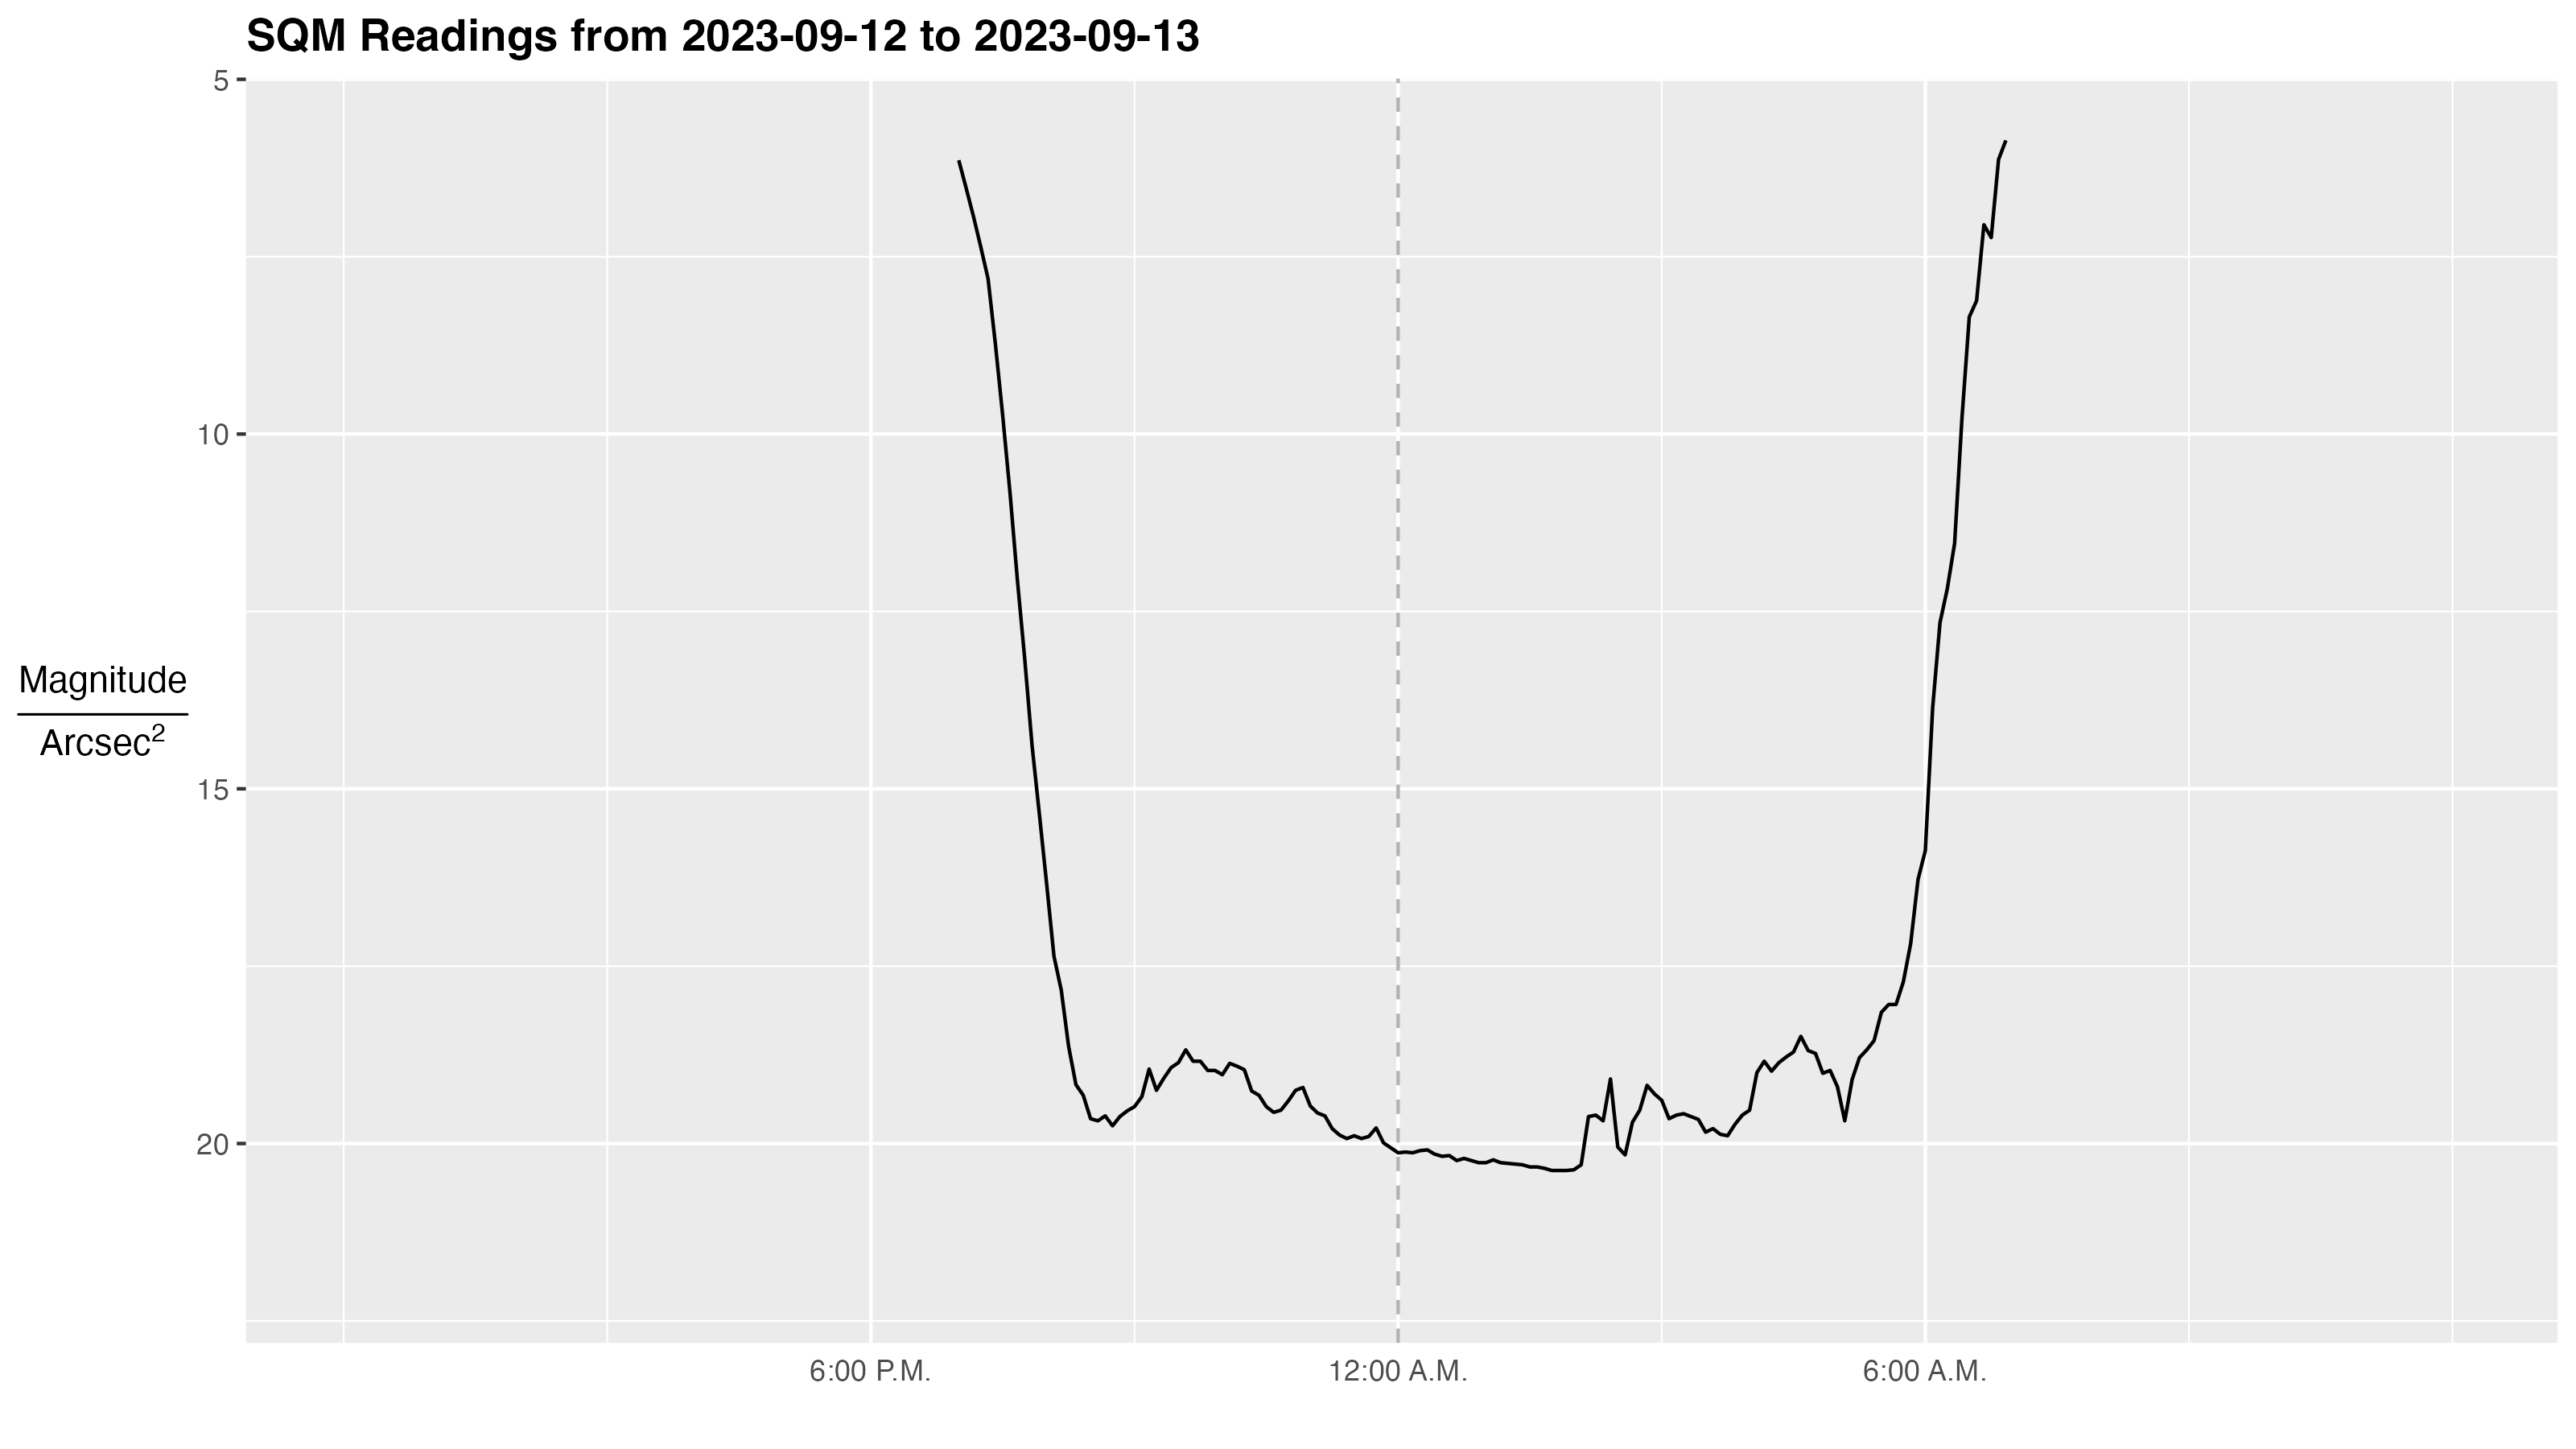 SQM Readings from 2023-09-12 to 2023-09-13
5
10
15
20
Magnitude
Arcsec²
6:00 P.M.
12:00 A.M.
6:00 A.M.